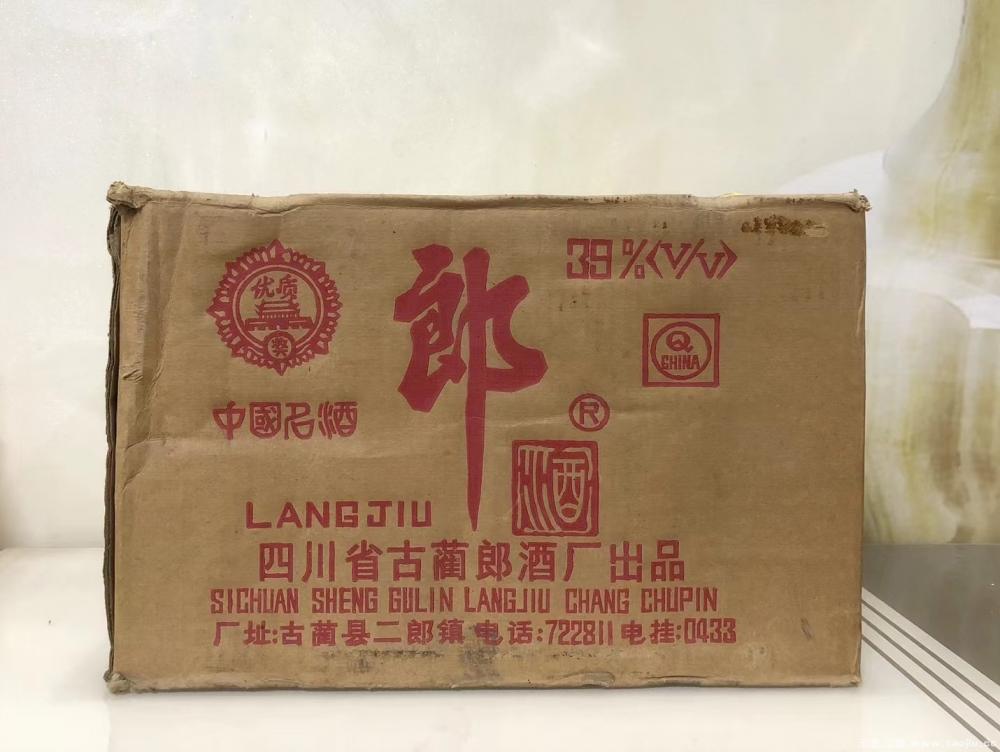 优质
奖
中國名酒
郎
酒
®
39%<V/V>
Q
CHINA
LANGJIU
四川省古蔺郎酒厂出品
SICHUAN SHENG GULIN LANGJIU CHANG CHUPIN
厂址:古蔺县二郎镇 电话:722811 电挂:0433